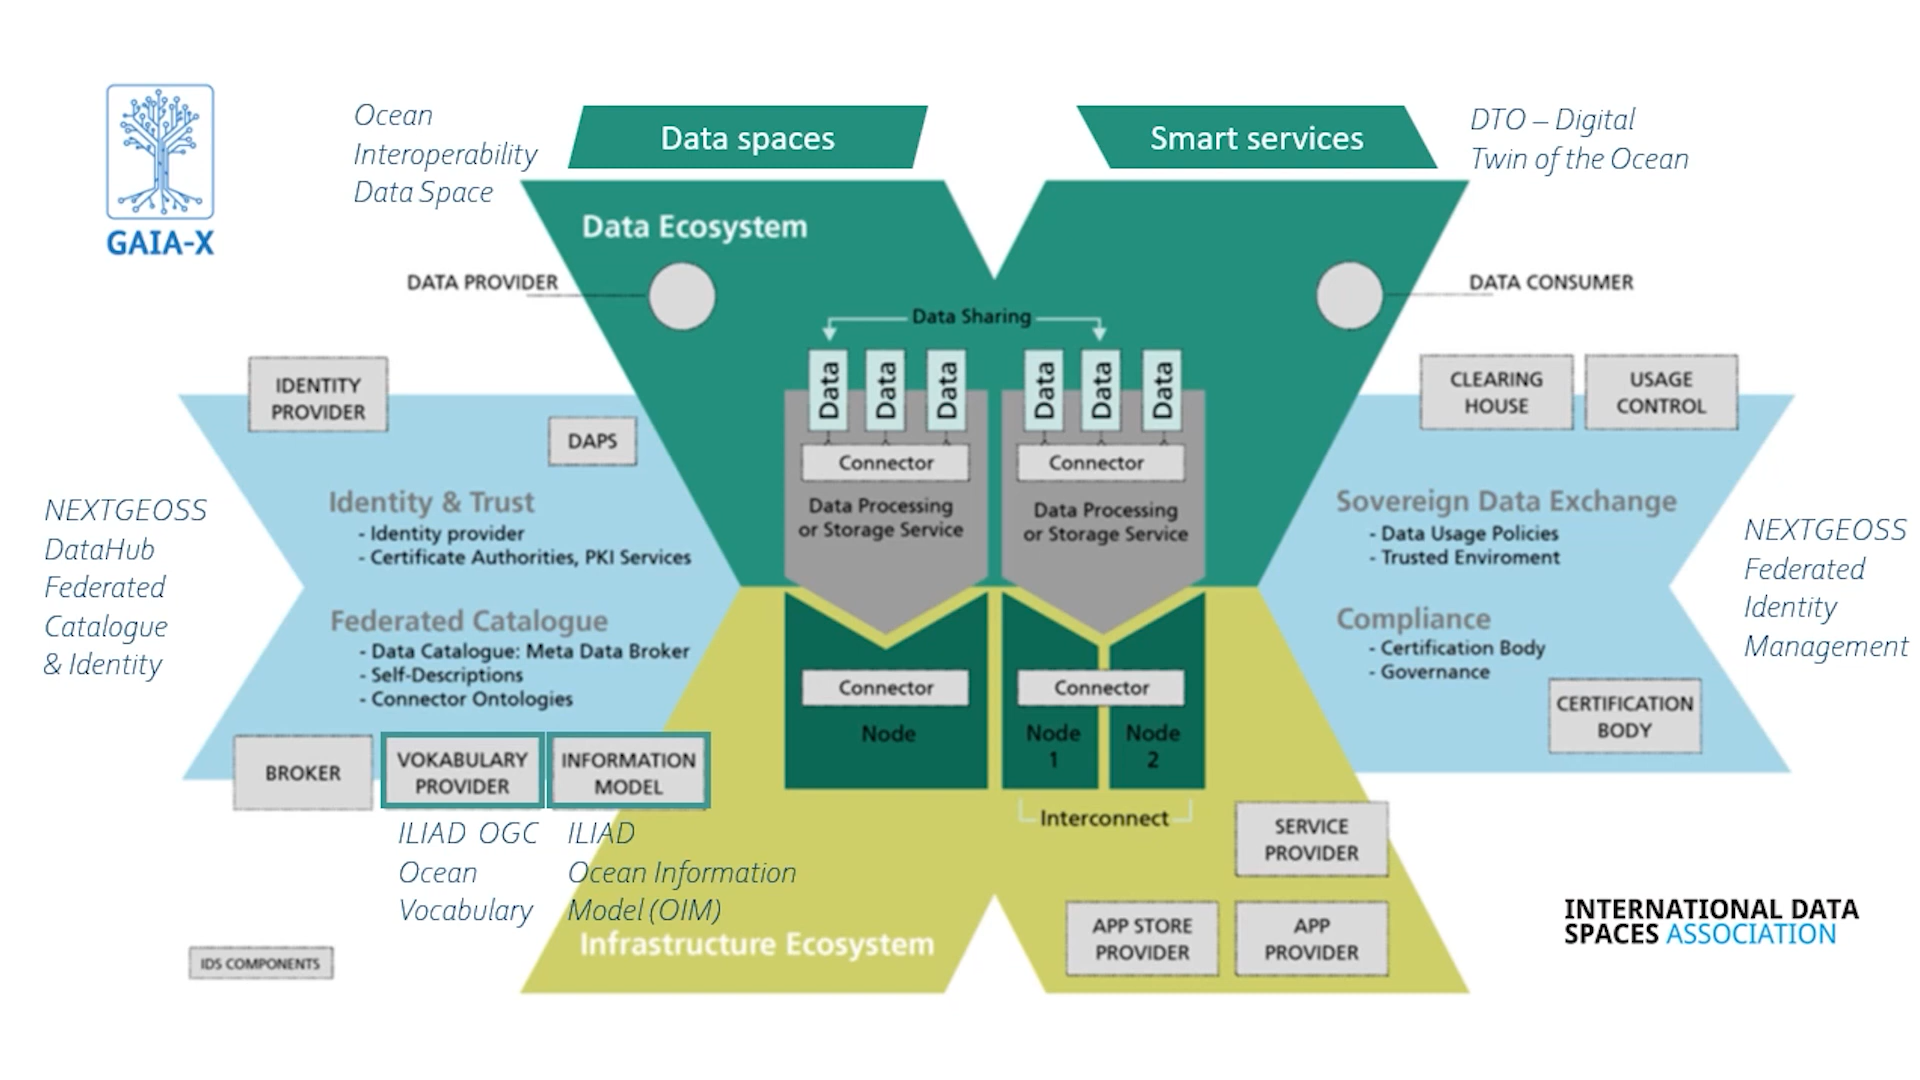 GAIA-X
Ocean
Interoperability
Data Space
Data spaces
Smart services
DTO – Digital
Twin of the Ocean
Data Ecosystem
DATA PROVIDER
DATA CONSUMER
Data Sharing
Data
Data
Data
Data
Data
Data
Connector
Connector
Data Processing
or Storage Service
Data Processing
or Storage Service
IDENTITY
PROVIDER
DAPS
CLEARING
HOUSE
USAGE
CONTROL
NEXTGEOSS
DataHub
Federated
Catalogue
& Identity
Identity & Trust
- Identity provider
- Certificate Authorities, PKI Services
Federated Catalogue
- Data Catalogue: Meta Data Broker
- Self-Descriptions
- Connector Ontologies
Sovereign Data Exchange
- Data Usage Policies
- Trusted Enviroment
Compliance
- Certification Body
- Governance
NEXTGEOSS
Federated
Identity
Management
CERTIFICATION
BODY
Connector
Node
Connector
Node
1
Node
2
Interconnect
BROKER
VOKABULARY
PROVIDER
INFORMATION
MODEL
ILIAD OGC
Ocean
Vocabulary
ILIAD
Ocean Information
Model (OIM)
Infrastructure Ecosystem
SERVICE
PROVIDER
APP STORE
PROVIDER
APP
PROVIDER
IDS COMPONENTS
INTERNATIONAL DATA
SPACES ASSOCIATION